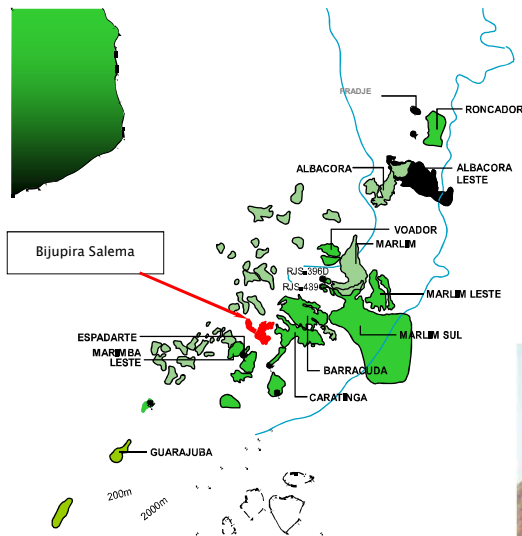 FRADJE
RONCADOR
ALBACORA
ALBACORA
LESTE
VOADOR
MARLIM
Bijupira Salema
RJS-396D
RJS-489
MARLIM LESTE
ESPADARTE
MARIMBA
LESTE
MARLIM SUL
BARRACUDA
CARATINGA
GUARAJUBA
200m
2000m